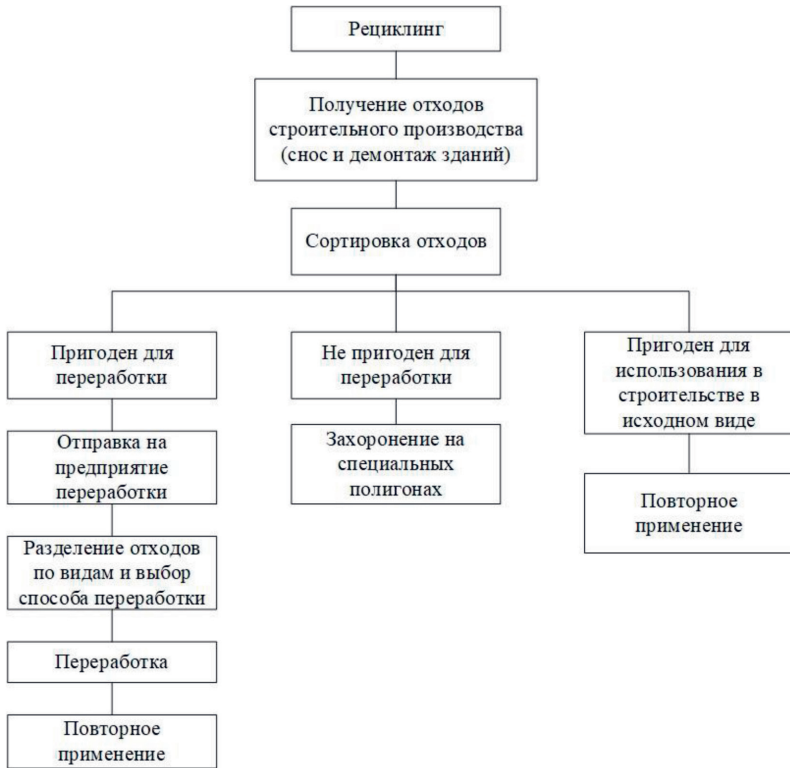 Рециклинг
Получение отходов
строительного производства
(снос и демонтаж зданий)
Сортировка отходов
Пригоден для
переработки
Отправка на
предприятие
переработки
Разделение отходов
по видам и выбор
способа переработки
Переработка
Повторное
применение
Не пригоден для
переработки
Захоронение на
специальных
полигонах
Пригоден для
использования в
строительстве в
исходном виде
Повторное
применение